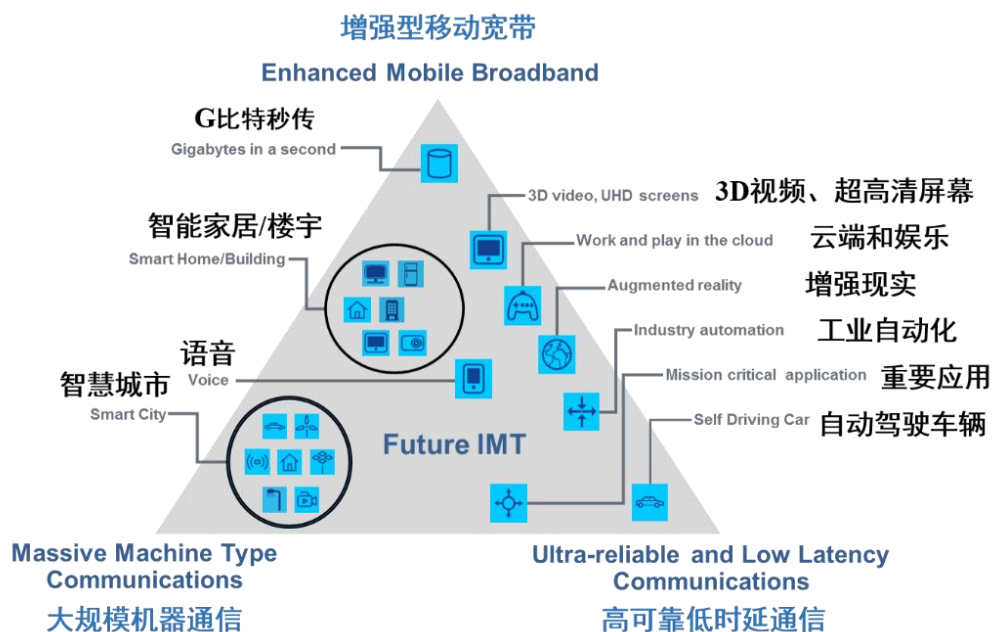 增强型移动宽带
Enhanced Mobile Broadband
G比特秒传
Gigabytes in a second
3D video, UHD screens 3D视频、超高清屏幕
智能家居/楼宇
Smart Home/Building
Work and play in the cloud 云端和娱乐
Augmented reality 增强现实
Industry automation 工业自动化
语音
Voice
Mission critical application 重要应用
智慧城市
Smart City
Self Driving Car 自动驾驶车辆
Future IMT
Massive Machine Type
Communications
大规模机器通信
Ultra-reliable and Low Latency
Communications
高可靠低时延通信